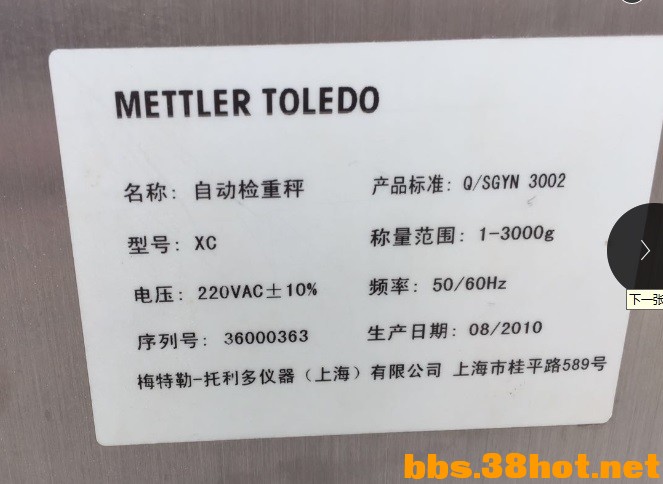 METTLER TOLEDO
名称: 自动检重秤 产品标准: Q/SGYN 3002
型号: XC 称量范围: 1-3000g
电压: 220VAC±10% 频率: 50/60Hz
序列号: 36000363 生产日期: 08/2010
梅特勒-托利多仪器（上海）有限公司 上海市桂平路589号
下一张
bbs.38hot.net